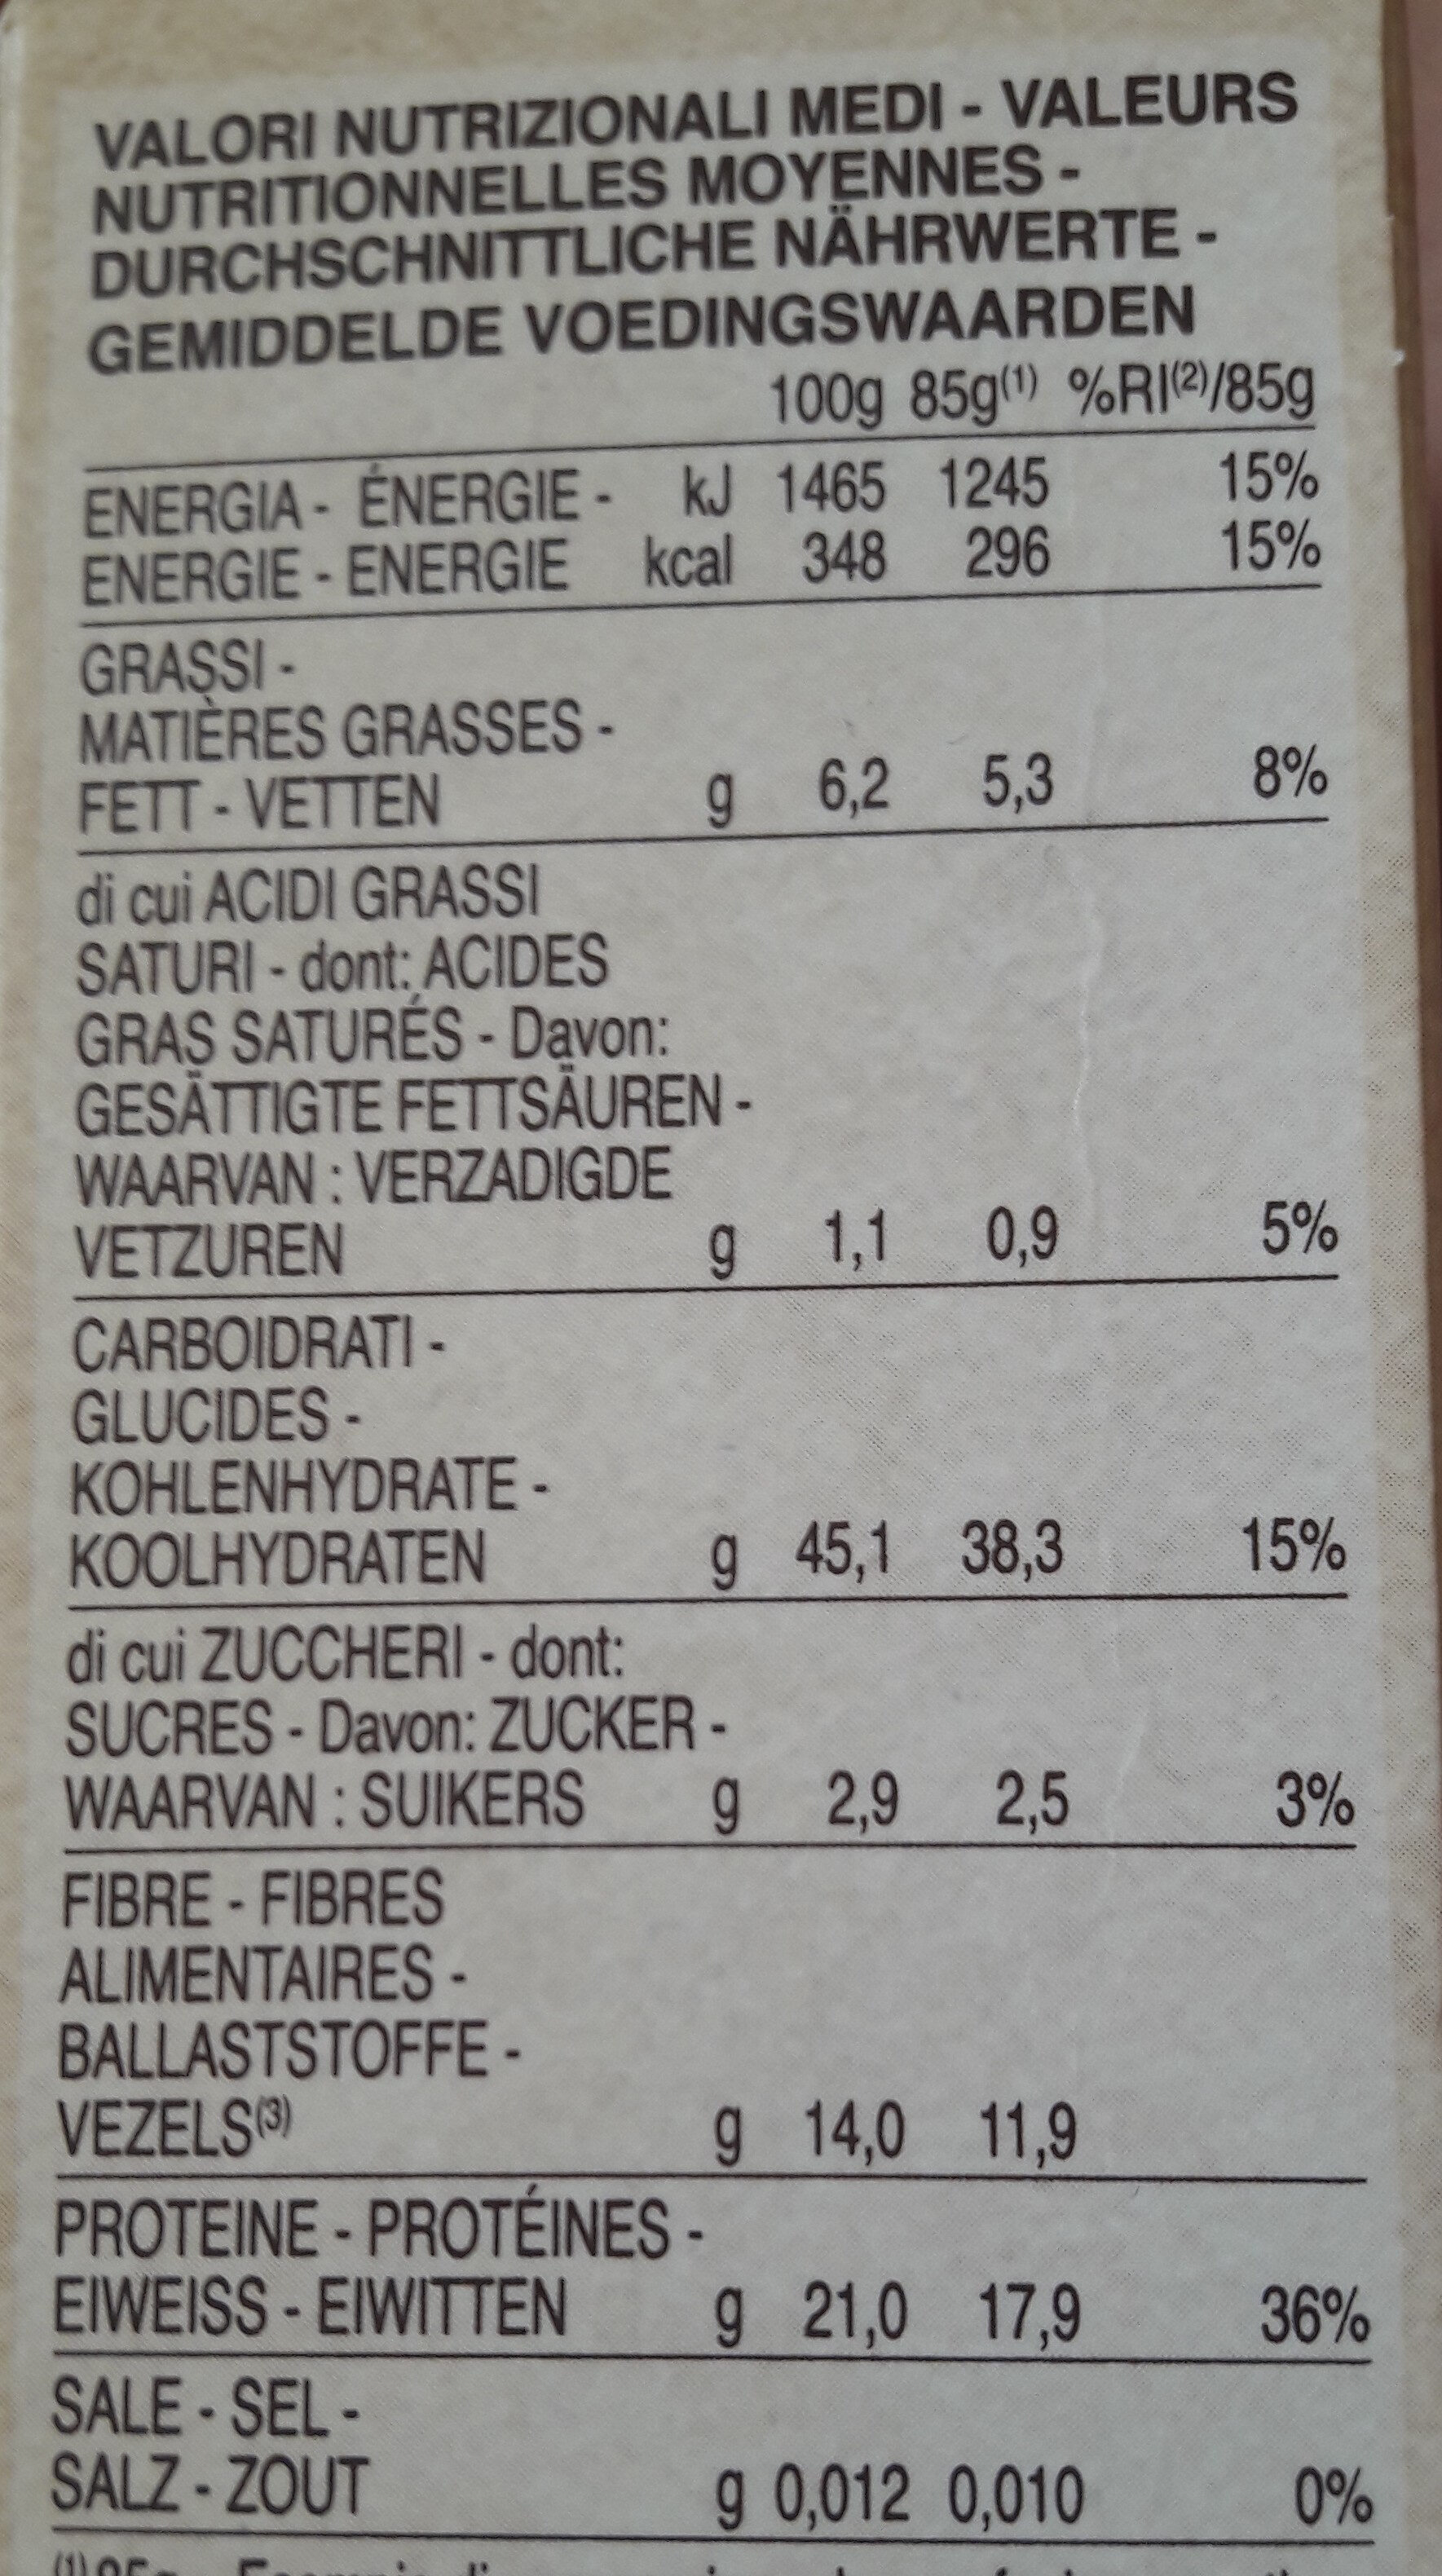 VALORI NUTRIZIONALI MEDI - VALEURS
NUTRITIONNELLES MOYENNES -
DURCHSCHNITTLICHE NÄHRWERTE -
GEMIDDELDE VOEDINGSWAARDEN
100g 85g(1) %RI(2)/85g
ENERGIA - ÉNERGIE - kJ 1465 1245 15%
ENERGIE - ENERGIE kcal 348 296 15%
GRASSI -
MATIÈRES GRASSES -
FETT - VETTEN g 6,2 5,3 8%
di cui ACIDI GRASSI
SATURI - dont: ACIDES
GRAS SATURÉS - Davon:
GESÄTTIGTE FETTSÄUREN -
WAARVAN : VERZADIGDE
VETZUREN g 1,1 0,9 5%
CARBOIDRATI -
GLUCIDES -
KOHLENHYDRATE -
KOOLHYDRATEN g 45,1 38,3 15%
di cui ZUCCHERI - dont:
SUCRES - Davon: ZUCKER -
WAARVAN : SUIKERS g 2,9 2,5 3%
FIBRE - FIBRES
ALIMENTAIRES -
BALLASTSTOFFE -
VEZELS(3) g 14,0 11,9
PROTEINE - PROTÉINES -
EIWEISS - EIWITTEN g 21,0 17,9 36%
SALE - SEL -
SALZ - ZOUT g 0,012 0,010 0%
(1) 85g